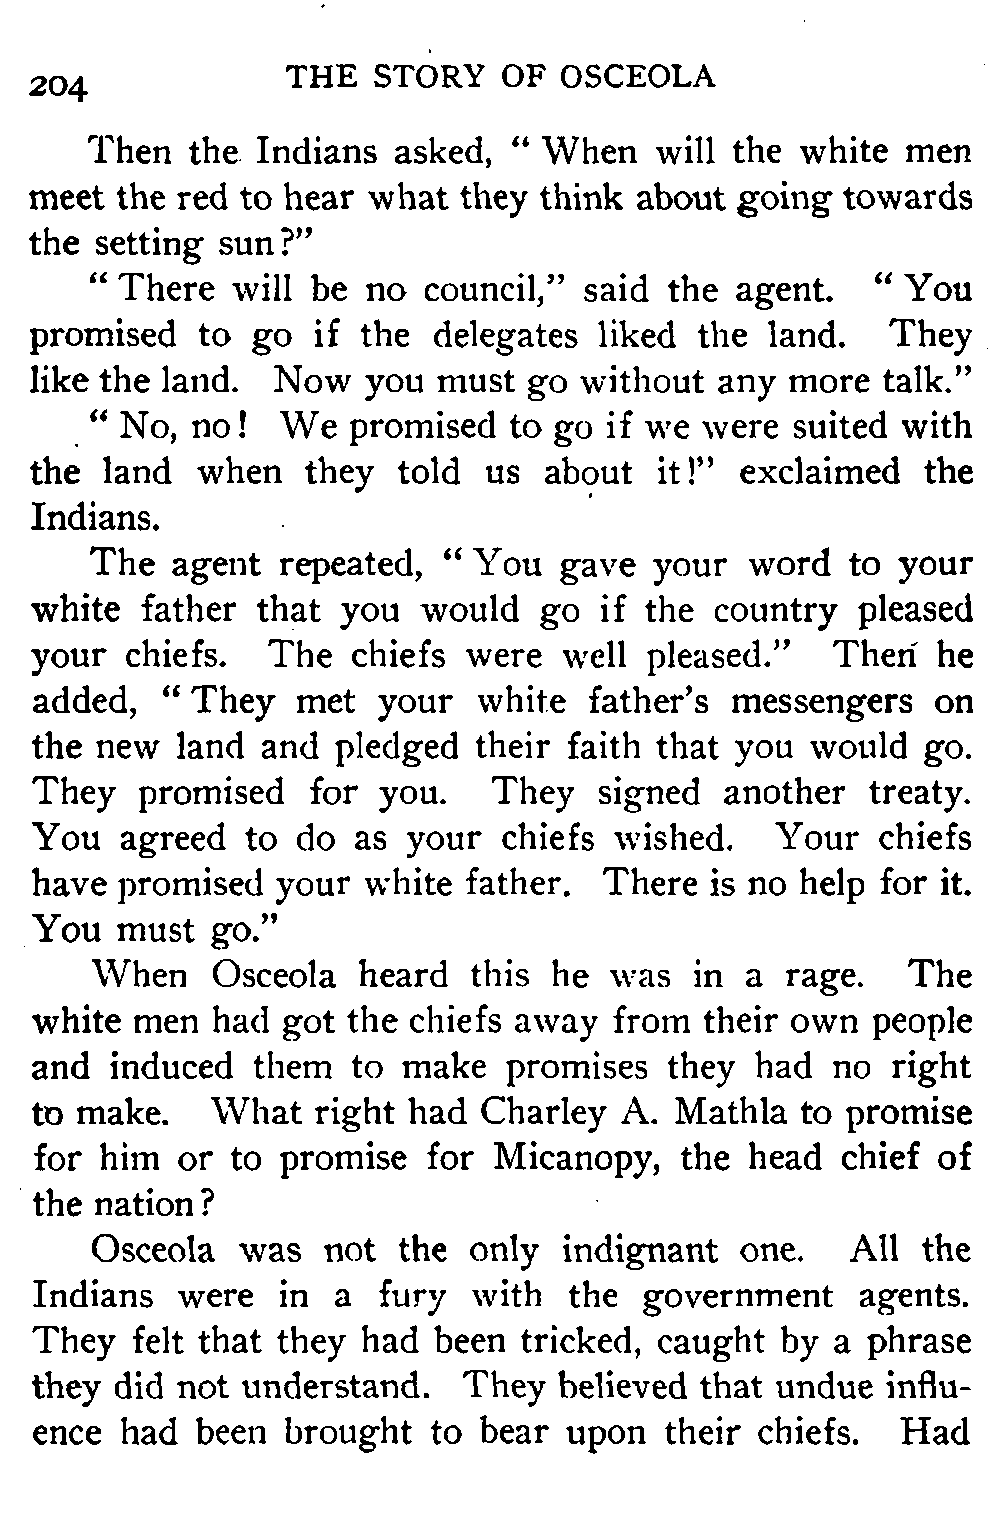 204 THE STORY OF OSCEOLA
Then the Indians asked, “ When will the white men
meet the red to hear what they think about going towards
the setting sun?”
“ There will be no council,” said the agent. “ You
promised to go if the delegates liked the land. They
like the land. Now you must go without any more talk.”
“ No, no! We promised to go if we were suited with
the land when they told us about it!” exclaimed the
Indians.
The agent repeated, “ You gave your word to your
white father that you would go if the country pleased
your chiefs. The chiefs were well pleased.” Then he
added, “ They met your white father’s messengers on
the new land and pledged their faith that you would go.
They promised for you. They signed another treaty.
You agreed to do as your chiefs wished. Your chiefs
have promised your white father. There is no help for it.
You must go.”
When Osceola heard this he was in a rage. The
white men had got the chiefs away from their own people
and induced them to make promises they had no right
to make. What right had Charley A. Mathla to promise
for him or to promise for Micanopy, the head chief of
the nation?
Osceola was not the only indignant one. All the
Indians were in a fury with the government agents.
They felt that they had been tricked, caught by a phrase
they did not understand. They believed that undue influ-
ence had been brought to bear upon their chiefs. Had